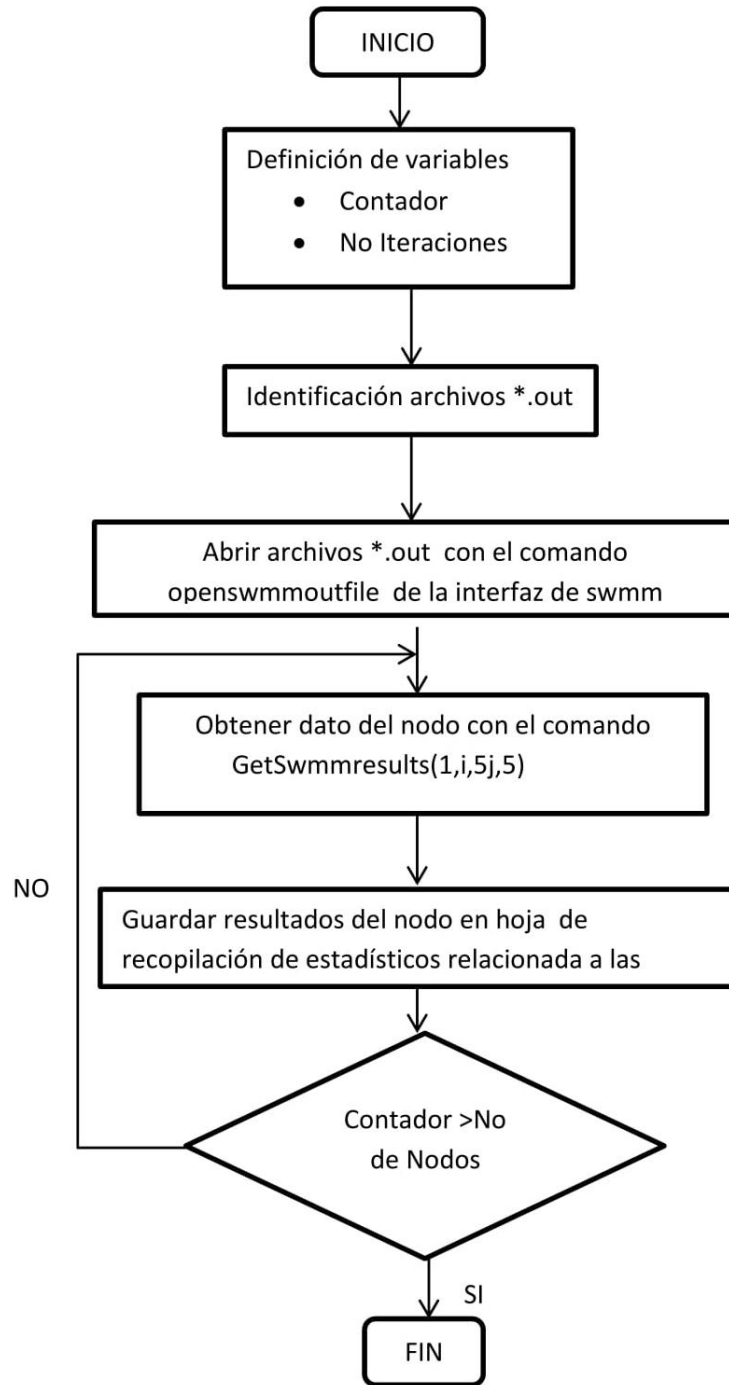 INICIO
Definición de variables
• Contador
• No Iteraciones
Identificación archivos *.out
Abrir archivos *.out con el comando
openswmmoutfile de la interfaz de swmm
Obtener dato del nodo con el comando
GetSwmmresults(1,i,5j,5)
NO
Guardar resultados del nodo en hoja de
recopilación de estadísticos relacionada a las
Contador >No
de Nodos
SI
FIN